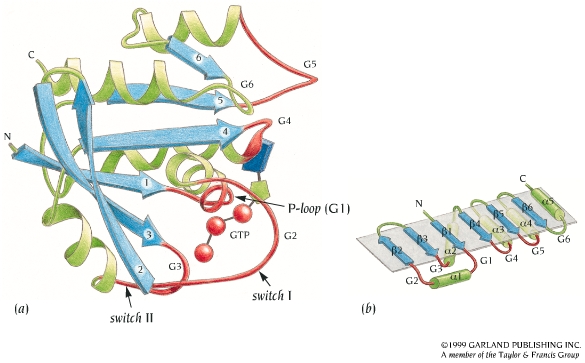 C
N
6
5
4
1
3
2
G5
G6
G4
P-loop (G1)
GTP
G2
G3
switch I
switch II
(a)
N
C
β2
β3
β1
α2
β4
β5
α3
β6
α4
α5
G6
G5
G4
G1
G3
G2
α1
(b)
©1999 GARLAND PUBLISHING INC.
A member of the Taylor & Francis Group